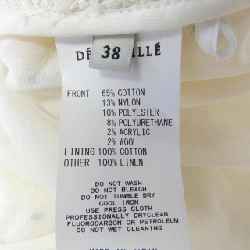 38
FRONT 65% COTTON
13% NYLON
10% POLYESTER
8% POLYURETHANE
2% ACRYLIC
2% WOOL
LINING 100% COTTON
OTHER 100% LINEN
DO NOT WASH
DO NOT BLEACH
DO NOT TUMBLE DRY
COOL IRON
USE PRESS CLOTH
PROFESSIONALLY DRYCLEAN
FLUOROCARBON OR PETROLEUM
DO NOT WET CLEANING